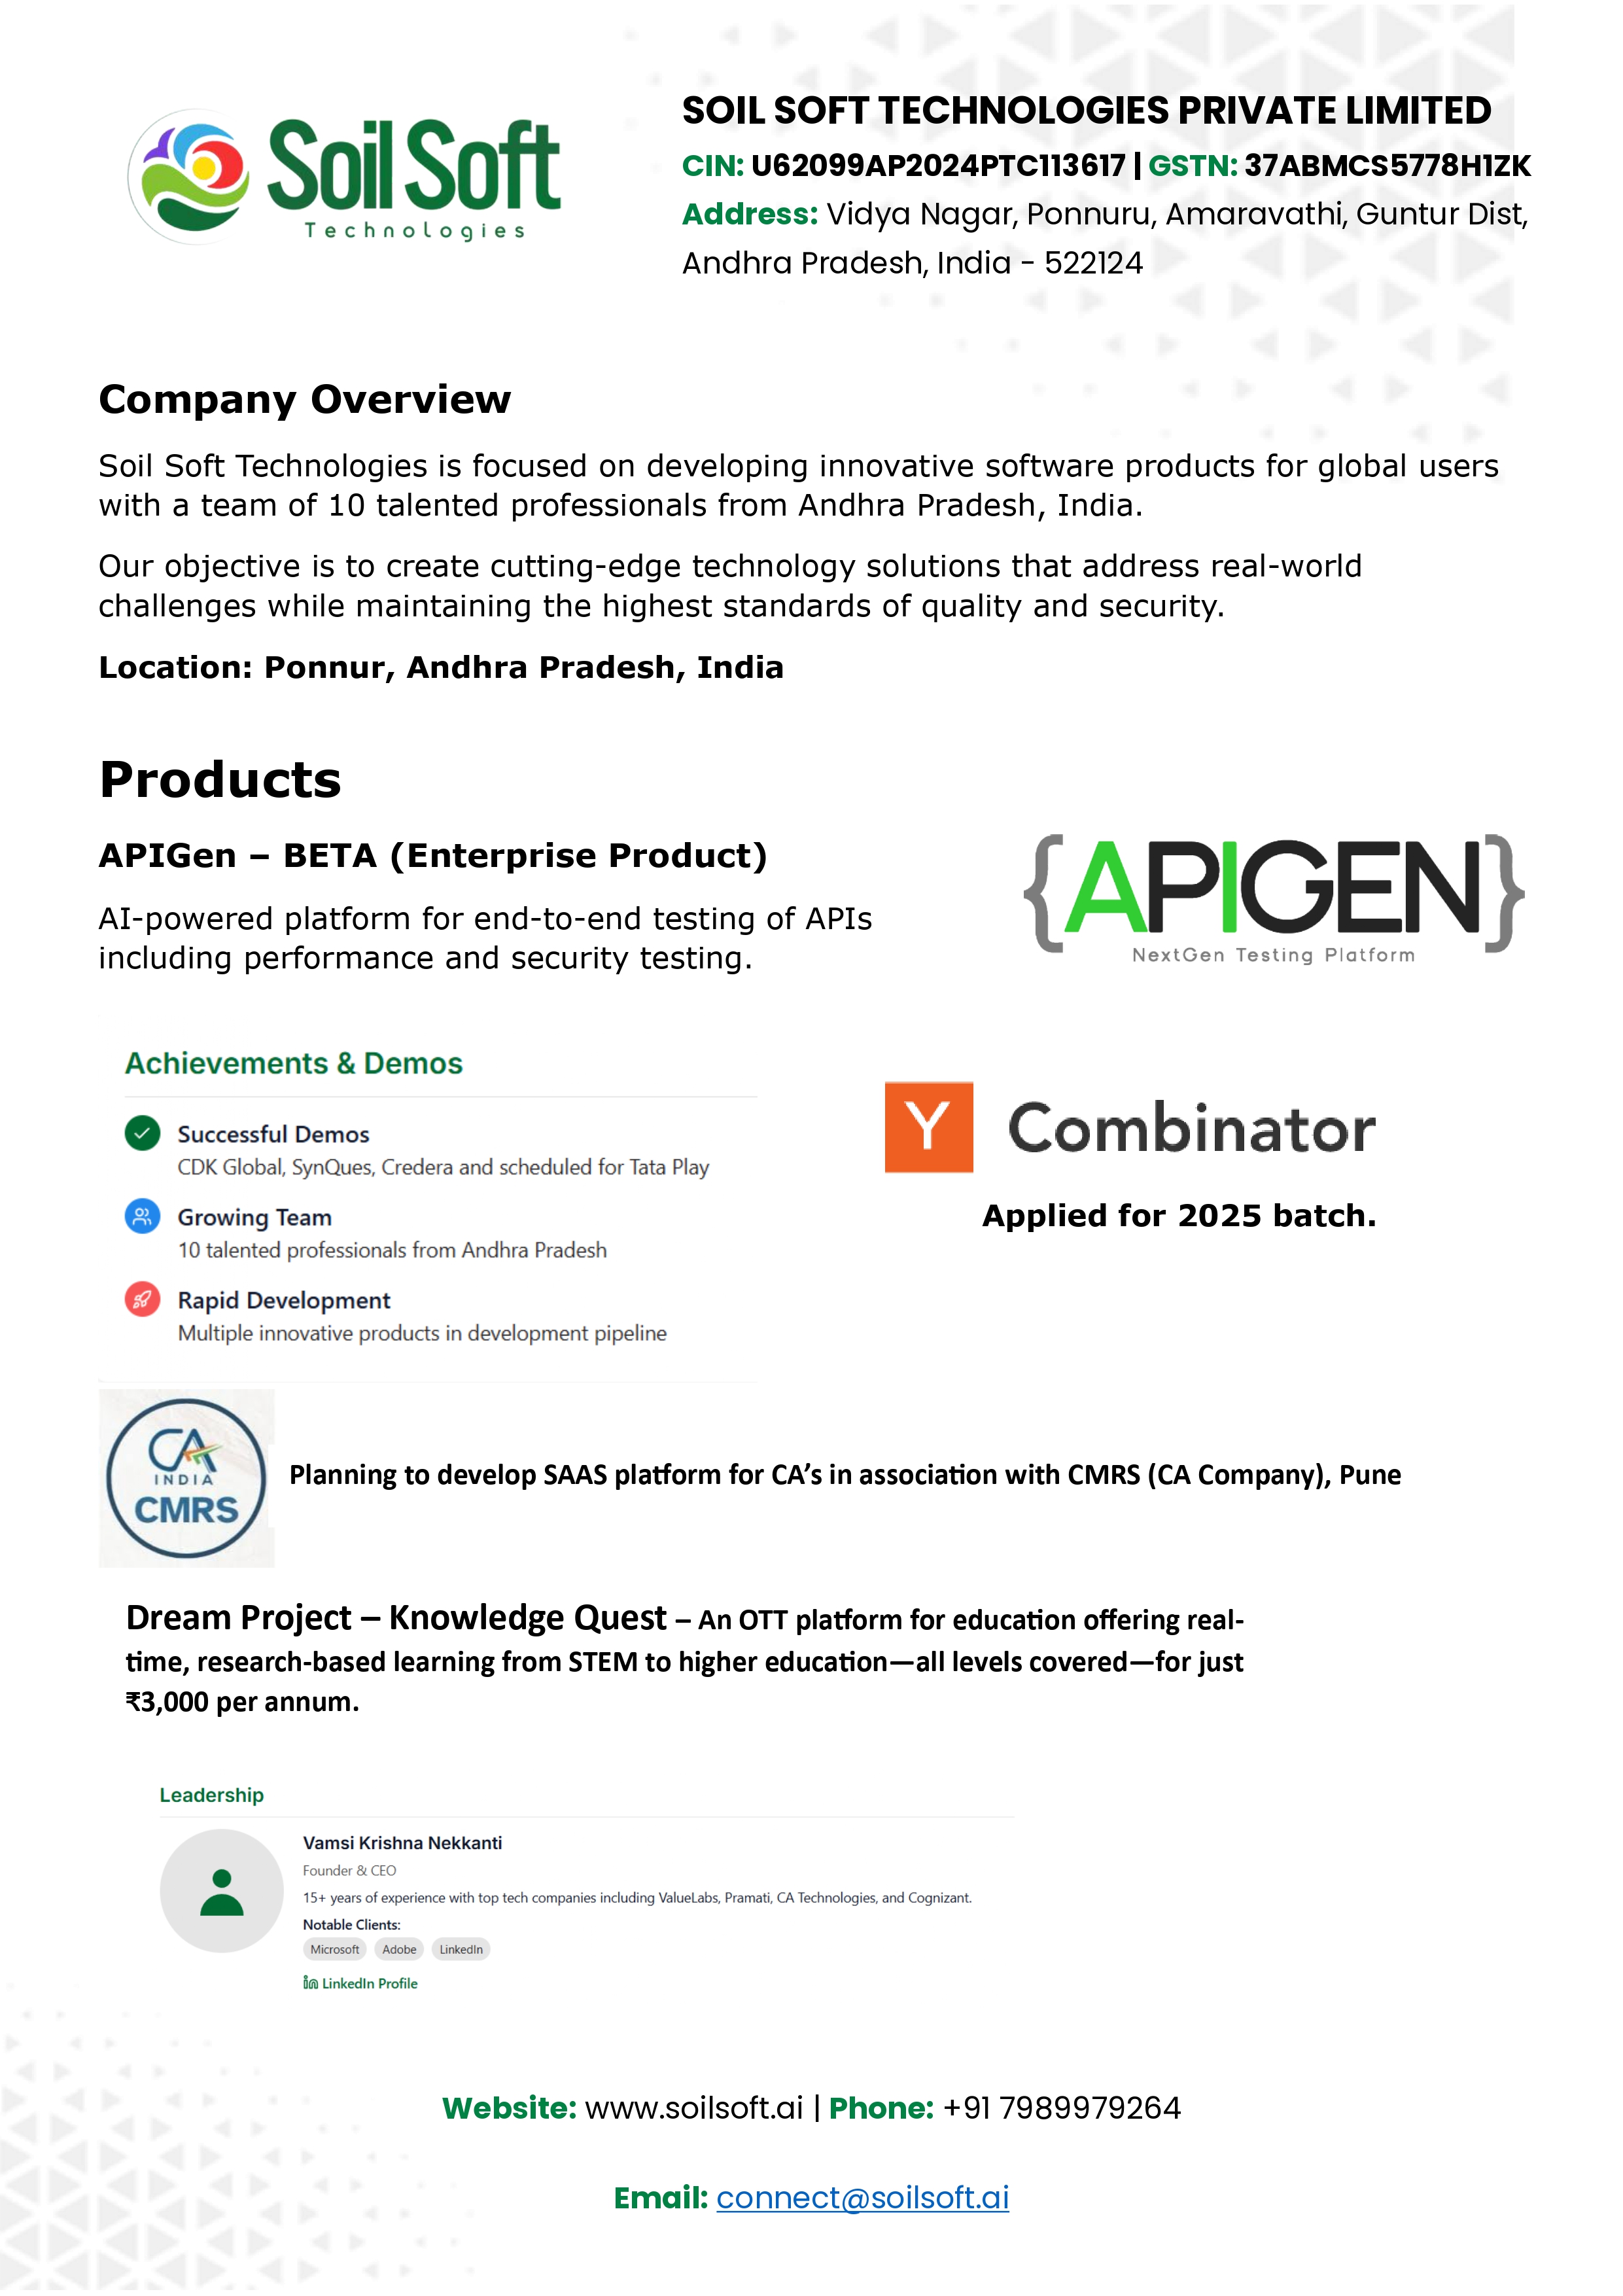 Soil Soft
Technologies
SOIL SOFT TECHNOLOGIES PRIVATE LIMITED
CIN: U62099AP2024PTC113617 | GSTN: 37ABMCS5778H1ZK
Address: Vidya Nagar, Ponnuru, Amaravathi, Guntur Dist,
Andhra Pradesh, India - 522124
Company Overview
Soil Soft Technologies is focused on developing innovative software products for global users
with a team of 10 talented professionals from Andhra Pradesh, India.
Our objective is to create cutting-edge technology solutions that address real-world
challenges while maintaining the highest standards of quality and security.
Location: Ponnur, Andhra Pradesh, India
Products
APIGen – BETA (Enterprise Product)
AI-powered platform for end-to-end testing of APIs
including performance and security testing.
{APIGEN}
NextGen Testing Platform
Achievements & Demos
Successful Demos
CDK Global, SynQues, Credera and scheduled for Tata Play
Growing Team
10 talented professionals from Andhra Pradesh
Rapid Development
Multiple innovative products in development pipeline
Y Combinator
Applied for 2025 batch.
CA
INDIA
CMRS
Planning to develop SAAS platform for CA’s in association with CMRS (CA Company), Pune
Dream Project – Knowledge Quest – An OTT platform for education offering real-
time, research-based learning from STEM to higher education—all levels covered—for just
₹3,000 per annum.
Leadership
Vamsi Krishna Nekkanti
Founder & CEO
15+ years of experience with top tech companies including ValueLabs, Pramati, CA Technologies, and Cognizant.
Notable Clients:
Microsoft Adobe LinkedIn
in LinkedIn Profile
Website: www.soilsoft.ai | Phone: +91 7989979264
Email: connect@soilsoft.ai